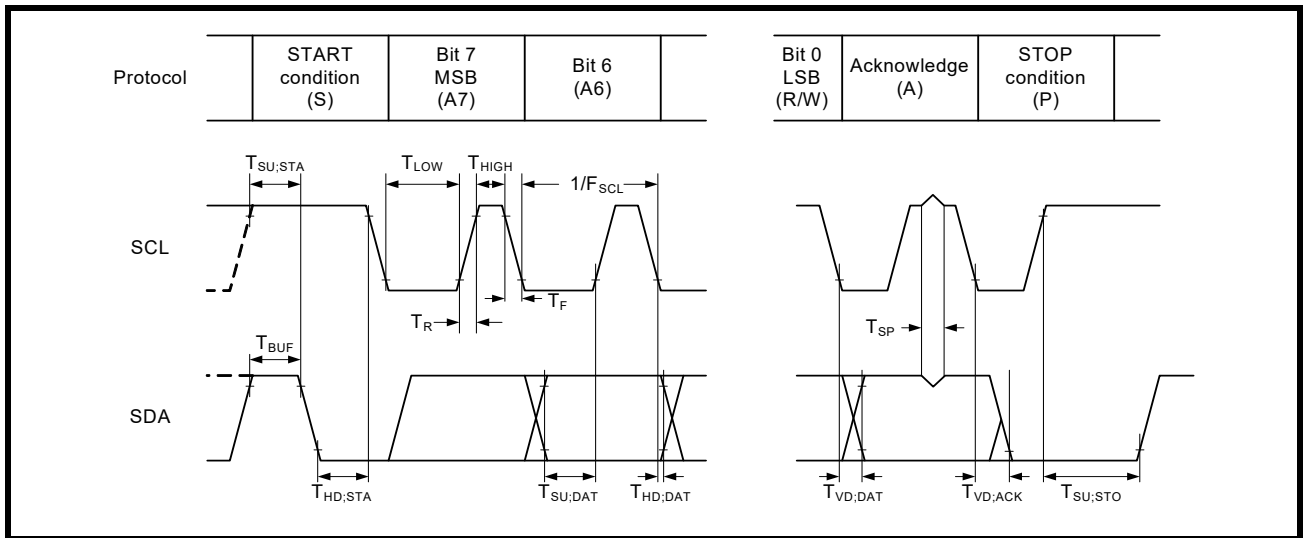 Protocol
START
condition
(S)
Bit 7
MSB
(A7)
Bit 6
(A6)
Bit 0
LSB
(R/W)
Acknowledge
(A)
STOP
condition
(P)
TSU;STA
TLOW
THIGH
1/FSCL
SCL
TR
TF
TSP
TBUF
SDA
THD;STA
TSU;DAT
THD;DAT
TVD;DAT
TVD;ACK
TSU;STO